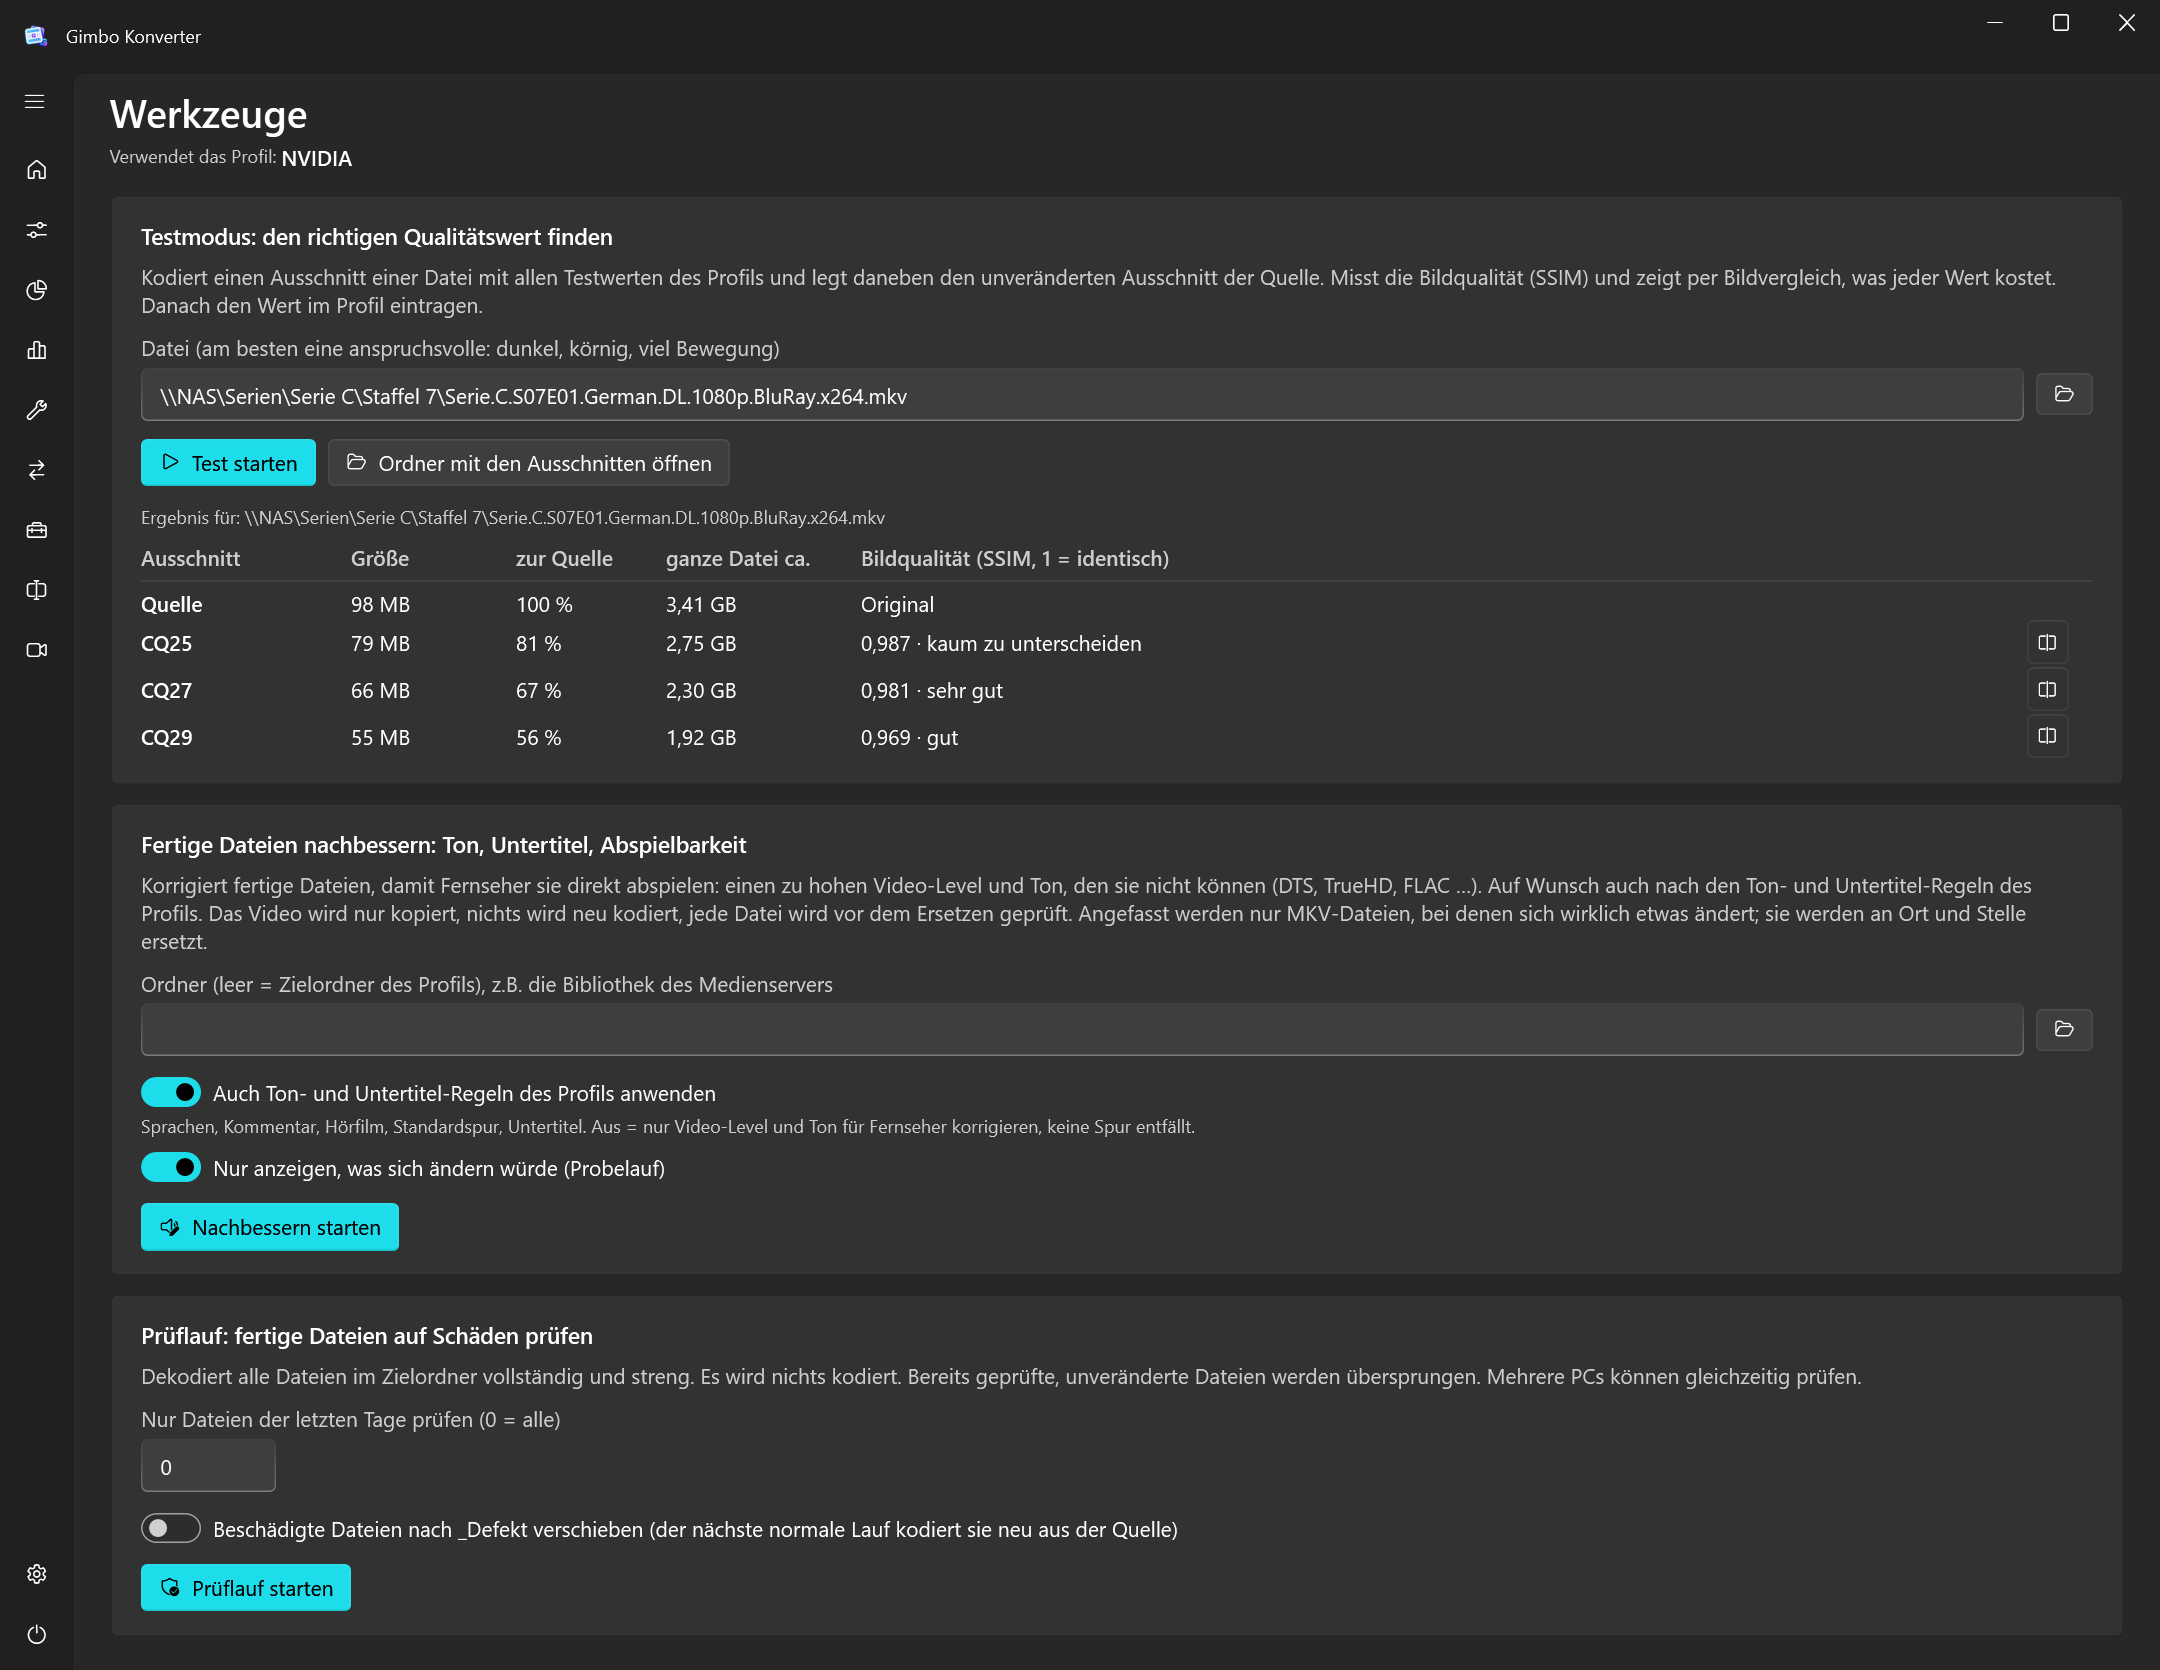 Gimbo Konverter
Werkzeuge
Verwendet das Profil: NVIDIA
Testmodus: den richtigen Qualitätswert finden
Kodiert einen Ausschnitt einer Datei mit allen Testwerten des Profils und legt daneben den unveränderten Ausschnitt der Quelle. Misst die Bildqualität (SSIM) und zeigt per Bildvergleich, was jeder Wert kostet.
Danach den Wert im Profil eintragen.
Datei (am besten eine anspruchsvolle: dunkel, körnig, viel Bewegung)
\\NAS\Serien\Serie C\Staffel 7\Serie.C.S07E01.German.DL.1080p.BluRay.x264.mkv
Test starten Ordner mit den Ausschnitten öffnen
Ergebnis für: \\NAS\Serien\Serie C\Staffel 7\Serie.C.S07E01.German.DL.1080p.BluRay.x264.mkv
Ausschnitt Größe zur Quelle ganze Datei ca. Bildqualität (SSIM, 1 = identisch)
Quelle 98 MB 100 % 3,41 GB Original
CQ25 79 MB 81 % 2,75 GB 0,987 · kaum zu unterscheiden
CQ27 66 MB 67 % 2,30 GB 0,981 · sehr gut
CQ29 55 MB 56 % 1,92 GB 0,969 · gut
Fertige Dateien nachbessern: Ton, Untertitel, Abspielbarkeit
Korrigiert fertige Dateien, damit Fernseher sie direkt abspielen: einen zu hohen Video-Level und Ton, den sie nicht können (DTS, TrueHD, FLAC ...). Auf Wunsch auch nach den Ton- und Untertitel-Regeln des
Profils. Das Video wird nur kopiert, nichts wird neu kodiert, jede Datei wird vor dem Ersetzen geprüft. Angefasst werden nur MKV-Dateien, bei denen sich wirklich etwas ändert; sie werden an Ort und Stelle
ersetzt.
Ordner (leer = Zielordner des Profils), z.B. die Bibliothek des Medienservers
Auch Ton- und Untertitel-Regeln des Profils anwenden
Sprachen, Kommentar, Hörfilm, Standardspur, Untertitel. Aus = nur Video-Level und Ton für Fernseher korrigieren, keine Spur entfällt.
Nur anzeigen, was sich ändern würde (Probelauf)
Nachbessern starten
Prüflauf: fertige Dateien auf Schäden prüfen
Dekodiert alle Dateien im Zielordner vollständig und streng. Es wird nichts kodiert. Bereits geprüfte, unveränderte Dateien werden übersprungen. Mehrere PCs können gleichzeitig prüfen.
Nur Dateien der letzten Tage prüfen (0 = alle)
0
Beschädigte Dateien nach _Defekt verschieben (der nächste normale Lauf kodiert sie neu aus der Quelle)
Prüflauf starten